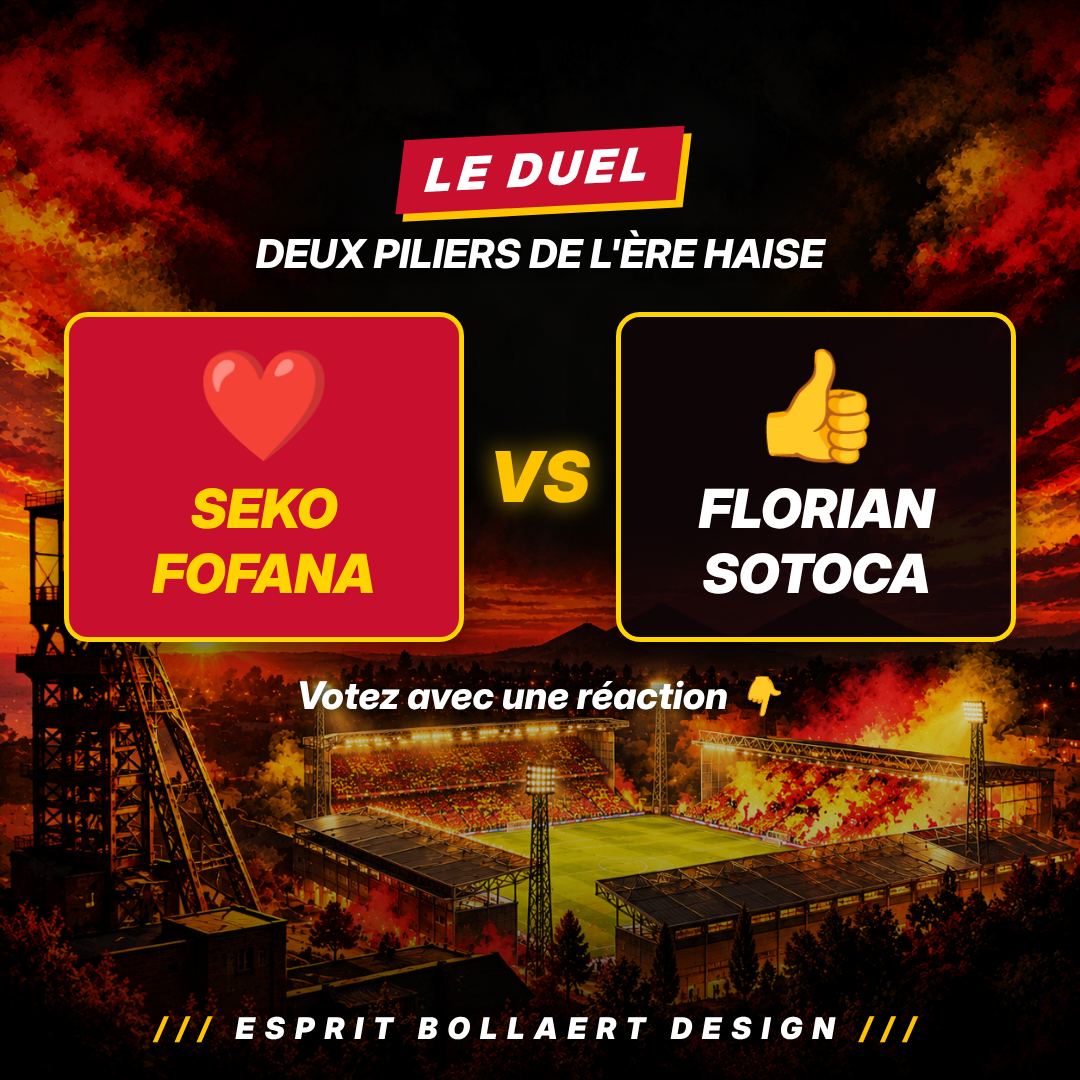 LE DUEL
DEUX PILIERS DE L'ÈRE HAISE
SEKO
FOFANA
VS
FLORIAN
SOTOCA
Votez avec une réaction 👇
/// ESPRIT BOLLAERT DESIGN ///